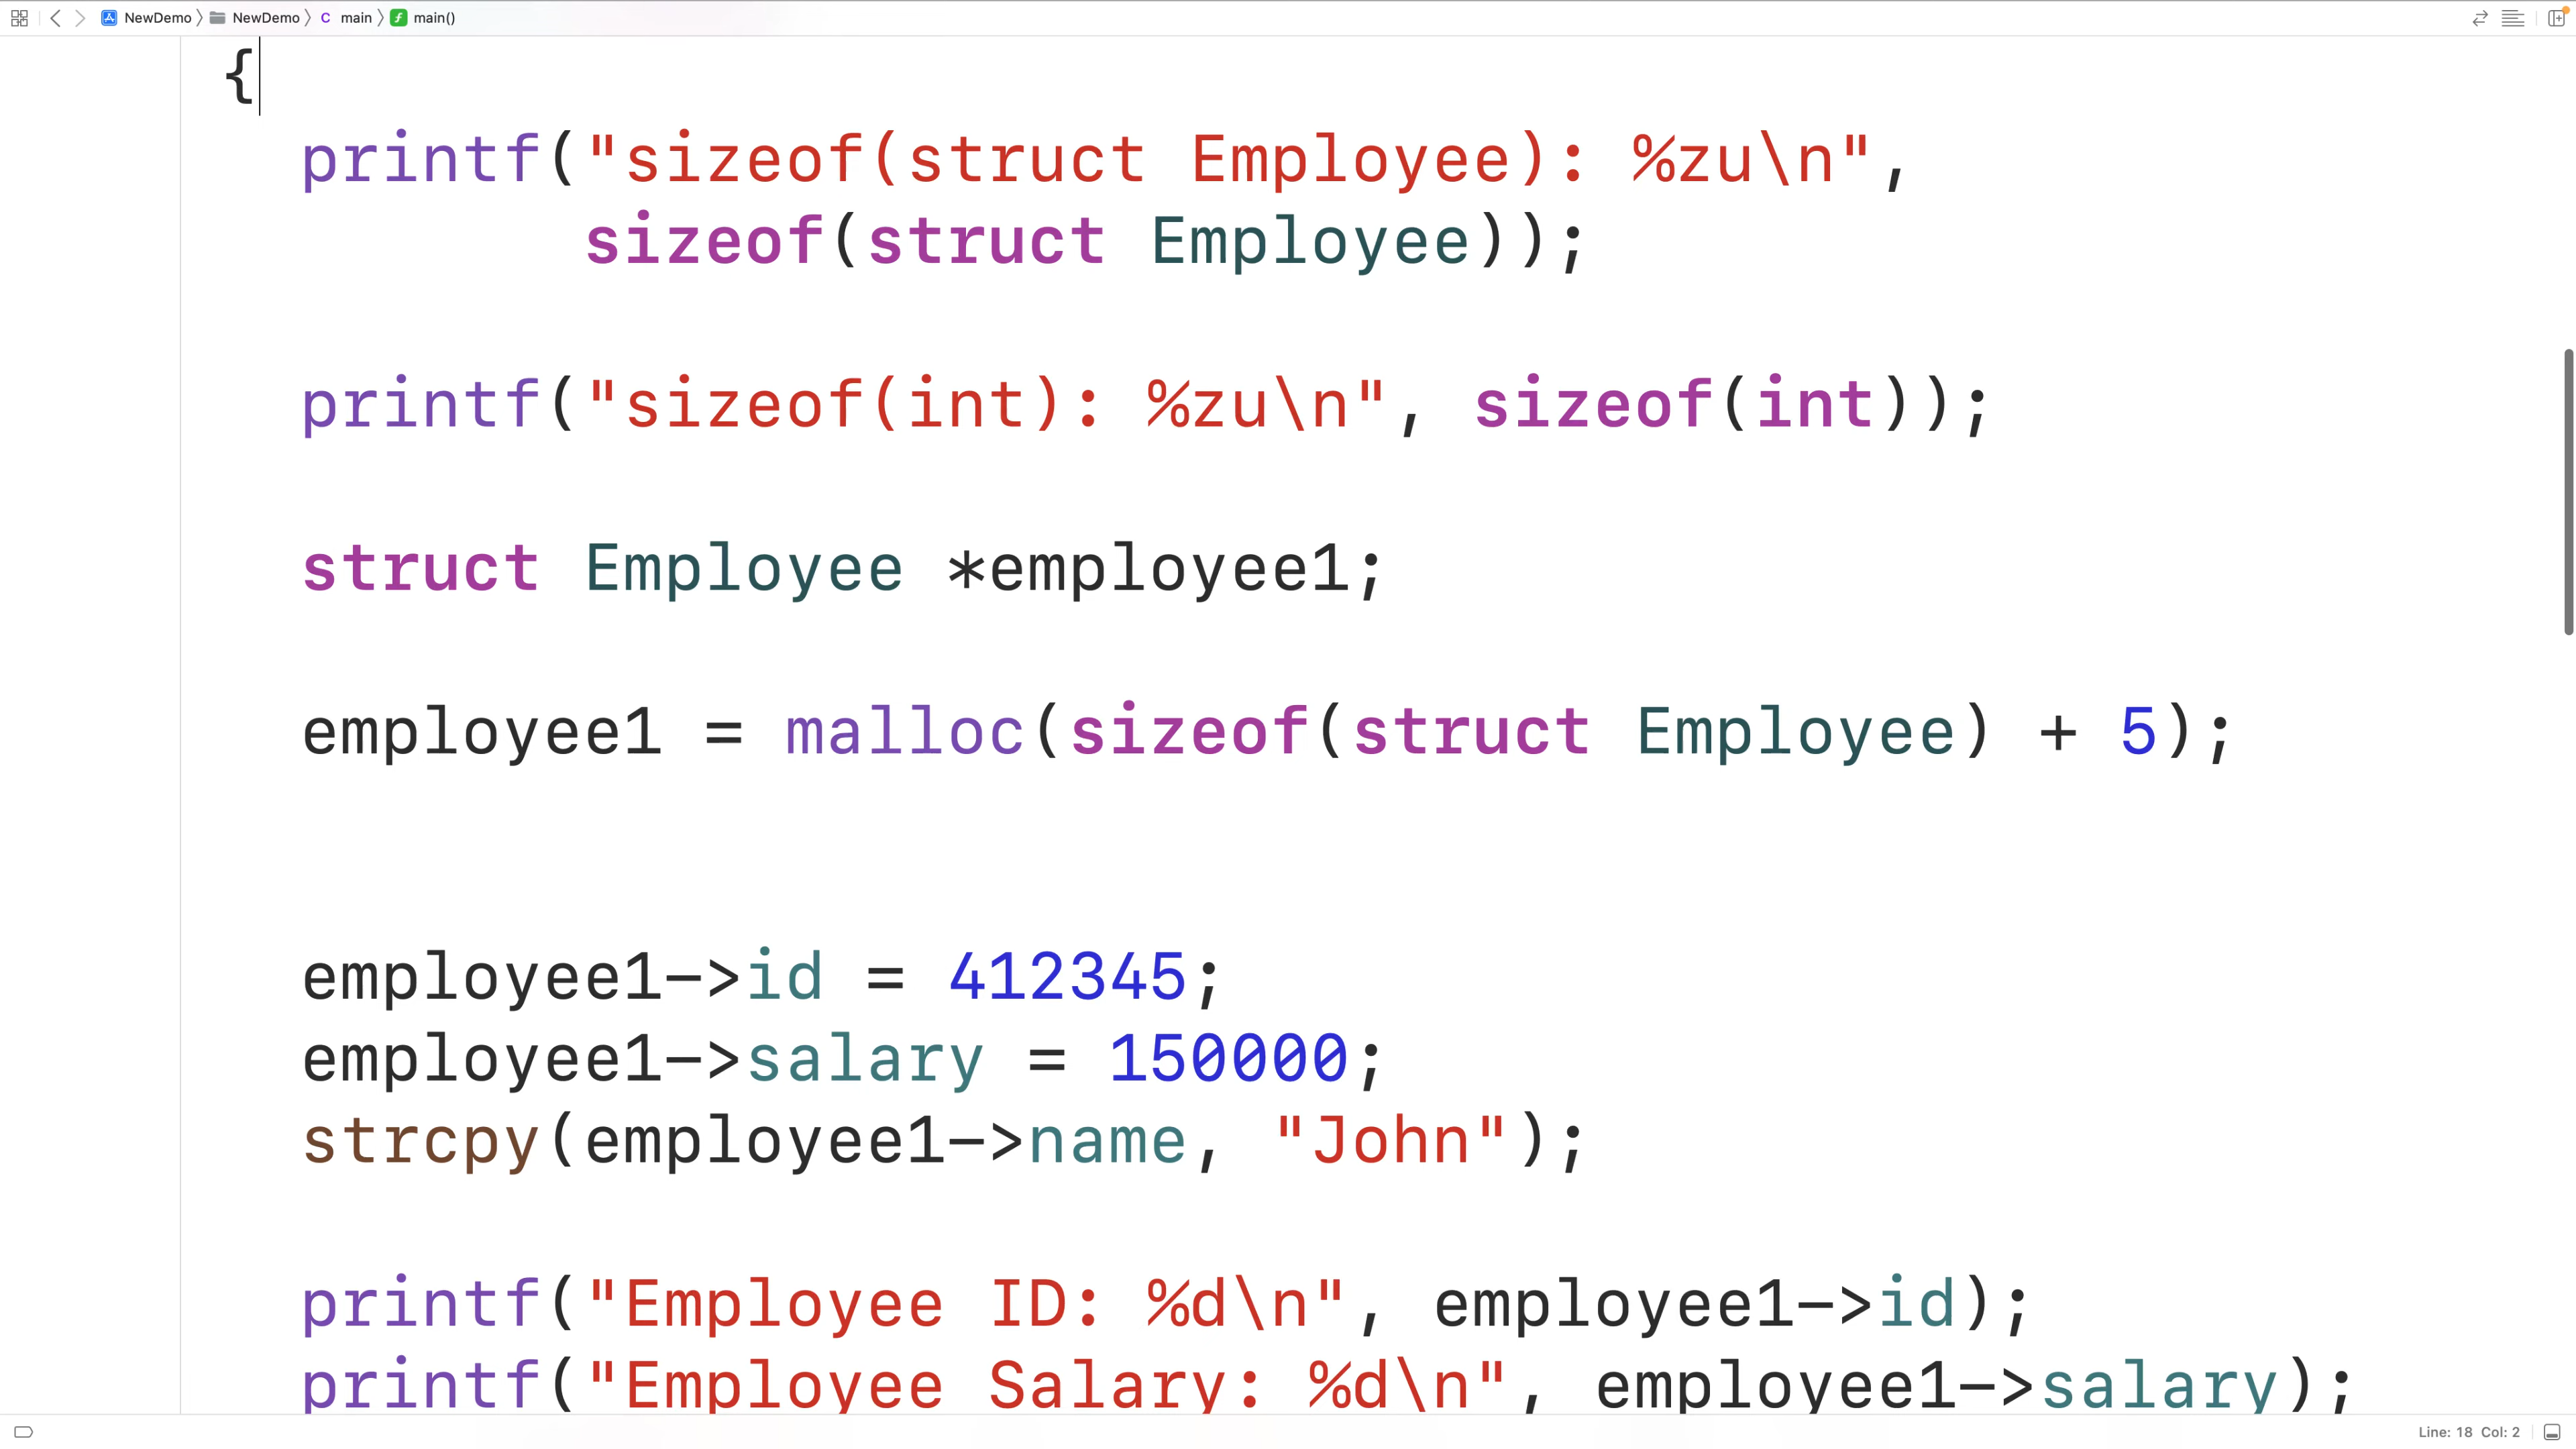 NewDemo NewDemo C main f main()
{
printf("sizeof(struct Employee): %zu\n",
sizeof(struct Employee));
printf("sizeof(int): %zu\n", sizeof(int));
struct Employee *employee1;
employee1 = malloc(sizeof(struct Employee) + 5);
employee1->id = 412345;
employee1->salary = 150000;
strcpy(employee1->name, "John");
printf("Employee ID: %d\n", employee1->id);
printf("Employee Salary: %d\n", employee1->salary);
Line: 18 Col: 2